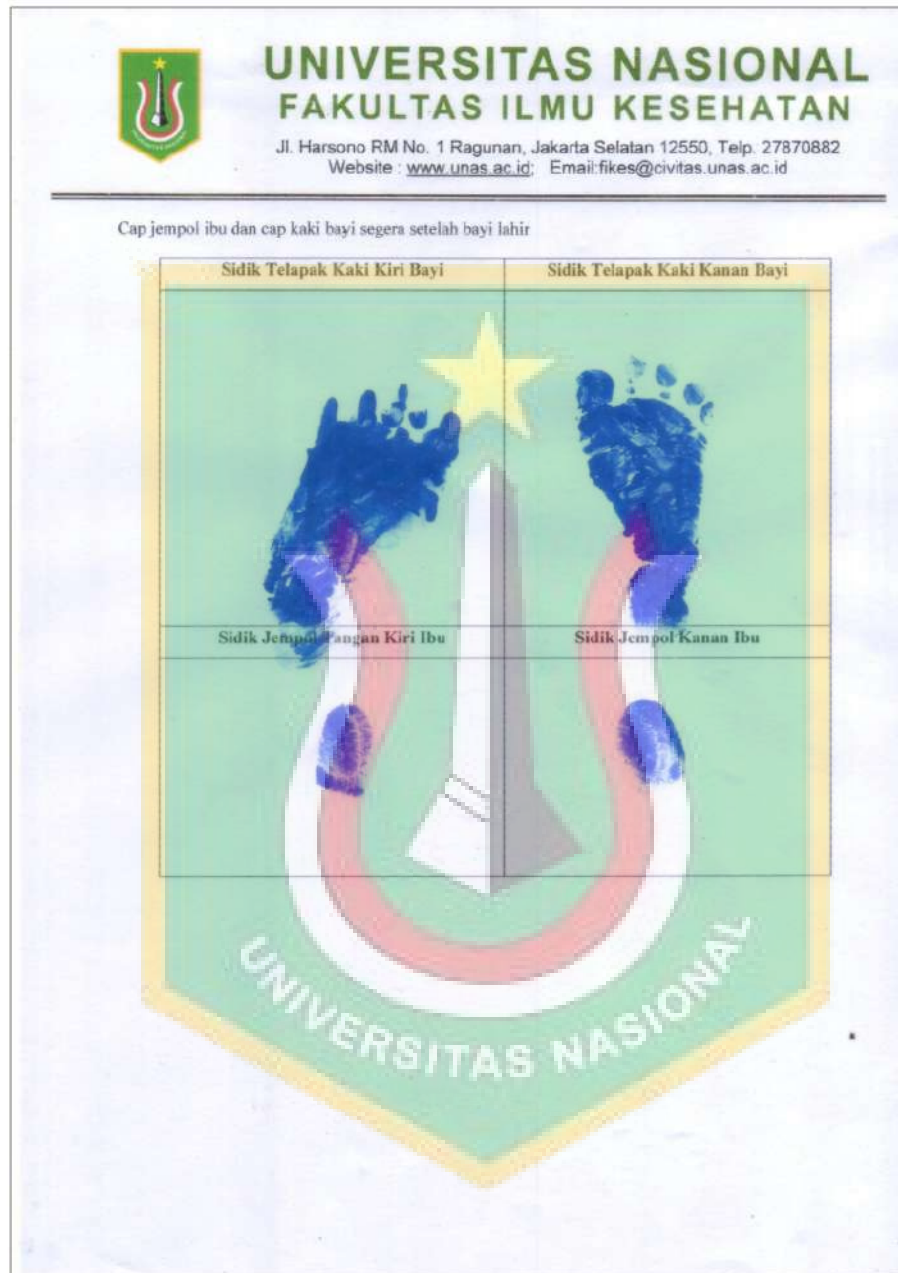 UNIVERSITAS NASIONAL
FAKULTAS ILMU KESEHATAN
Jl. Harsono RM No. 1 Ragunan, Jakarta Selatan 12550, Telp. 27870882
Website : www.unas.ac.id; Email:fikes@civitas.unas.ac.id
Cap jempol ibu dan cap kaki bayi segera setelah bayi lahir
Sidik Telapak Kaki Kiri Bayi
Sidik Telapak Kaki Kanan Bayi
Sidik Jempol Tangan Kiri Ibu
Sidik Jempol Kanan Ibu
UNIVERSITAS NASIONAL